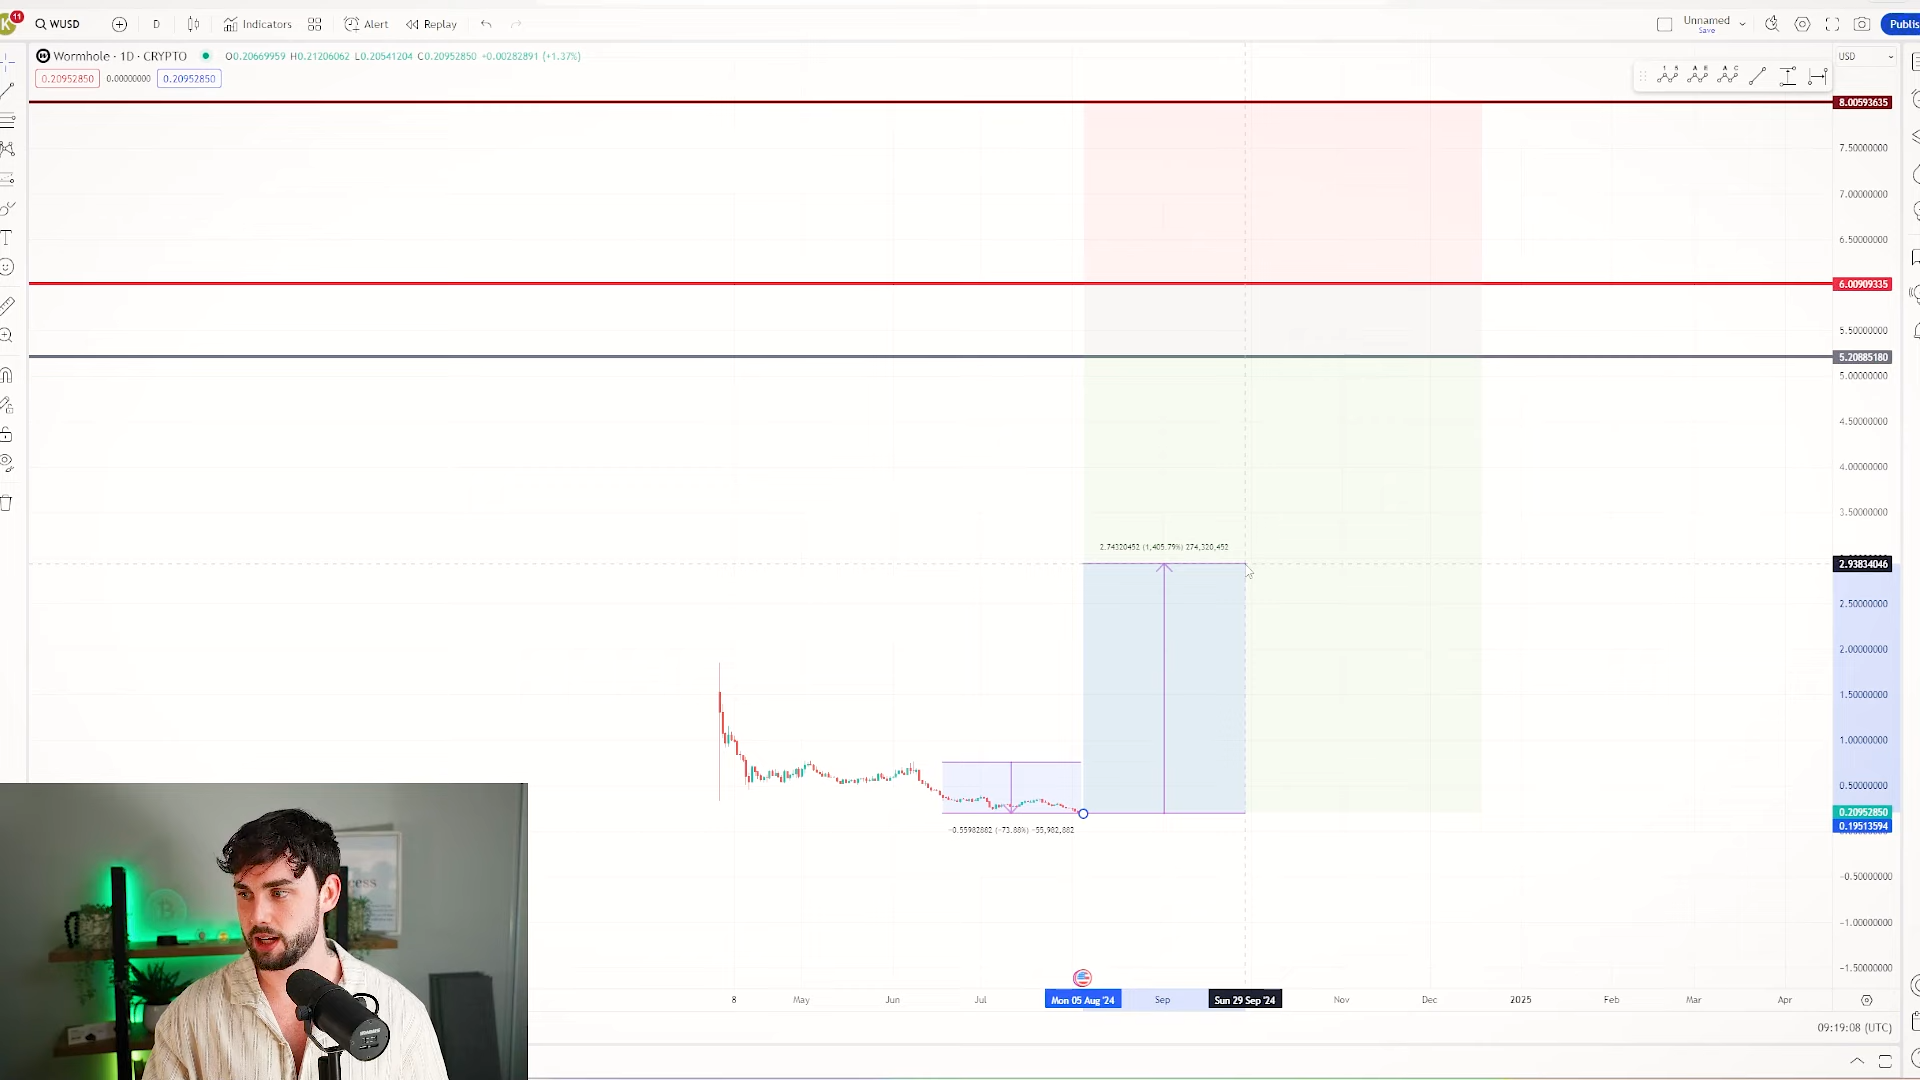 K 11 WUSD D Indicators Alert Replay Unnamed Save Publis
Wormhole · 1D · CRYPTO O0.20669959 H0.21206062 L0.20541204 C0.20952850 +0.00282891 (+1.37%) USD
0.20952850 0.00000000 0.20952850
1 5 A E A C
8.00593635
7.50000000
7.00000000
6.50000000
6.00909335
5.50000000
5.20885180
5.00000000
4.50000000
4.00000000
3.50000000
2.74320452 (1,405.79%) 274,320,452
2.93834046
2.50000000
2.00000000
1.50000000
1.00000000
0.50000000
0.20952850
0.19513594
−0.55982882 (−73.88%) −55,982,882
−0.50000000
−1.00000000
−1.50000000
8 May Jun Jul Mon 05 Aug '24 Sep Sun 29 Sep '24 Nov Dec 2025 Feb Mar Apr
09:19:08 (UTC)